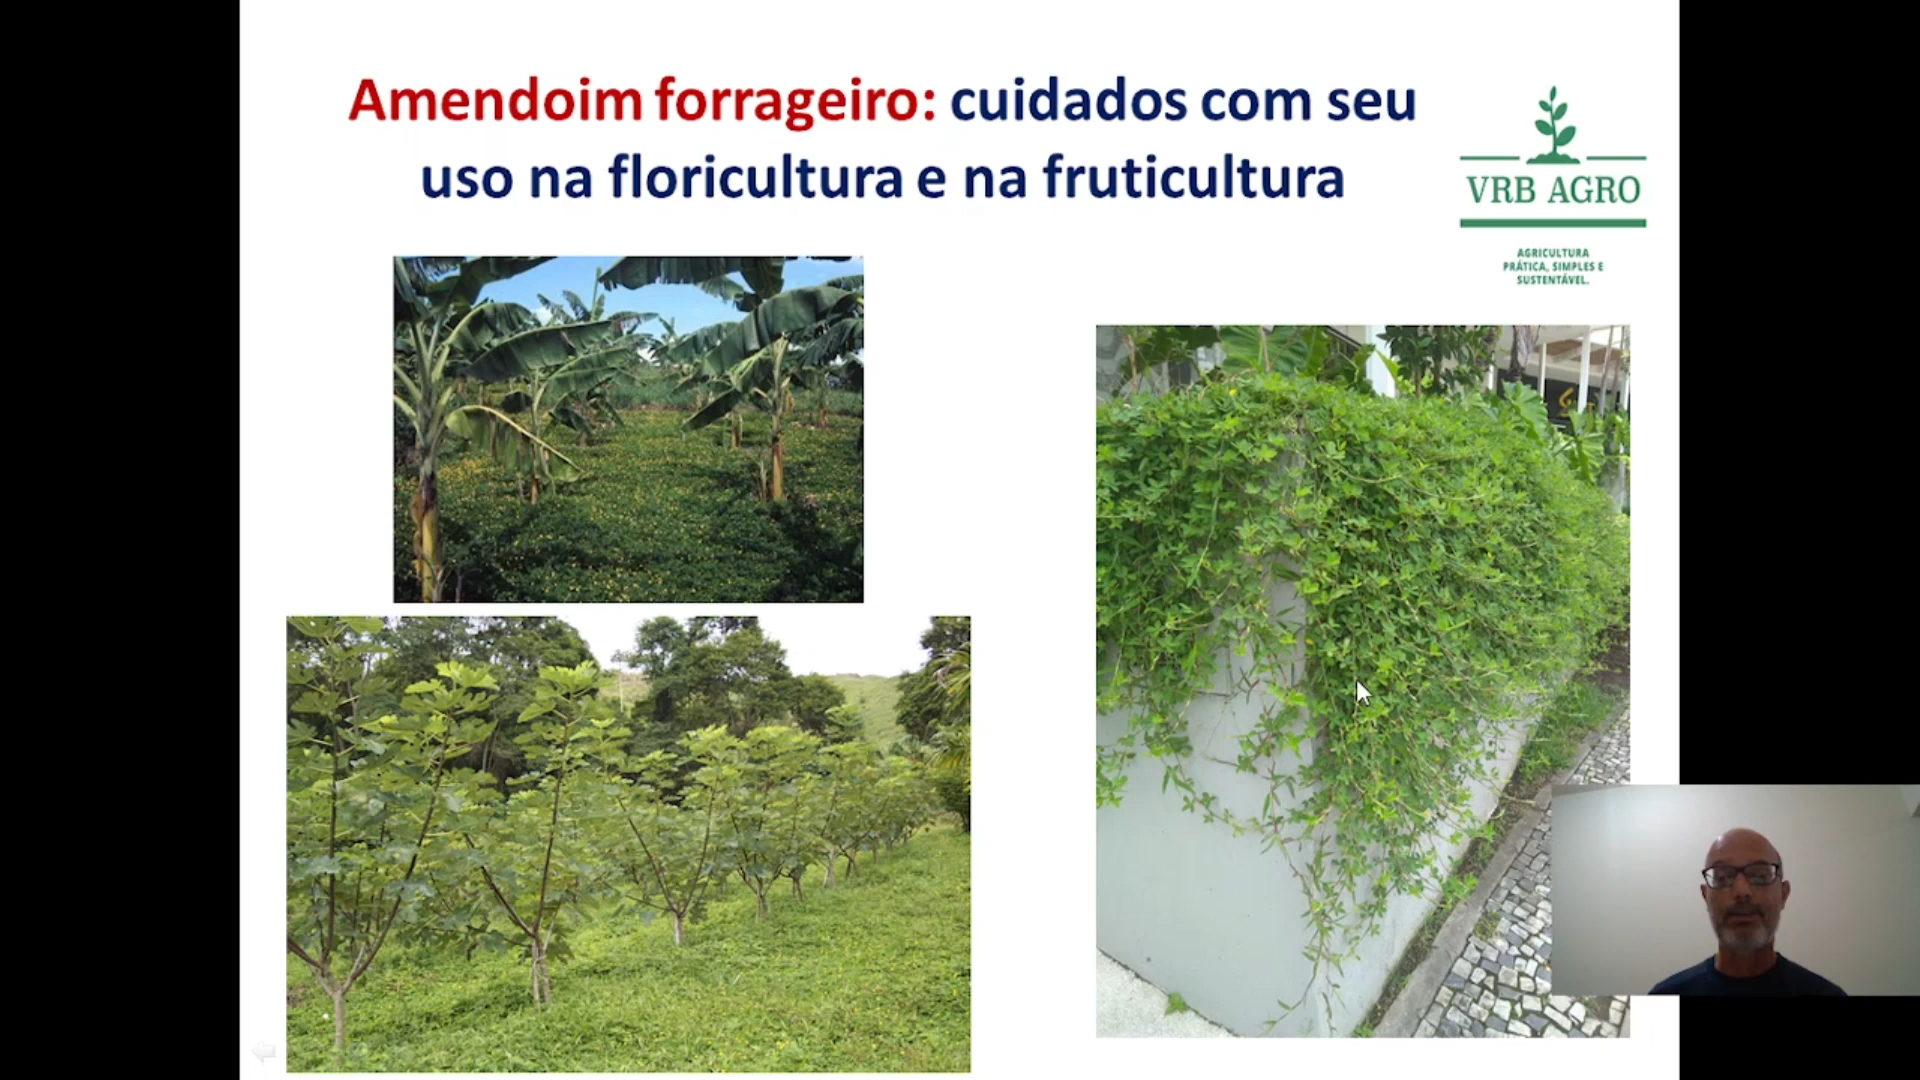 Amendoim forrageiro: cuidados com seu
uso na floricultura e na fruticultura
VRB AGRO
AGRICULTURA
PRÁTICA, SIMPLES E
SUSTENTÁVEL.